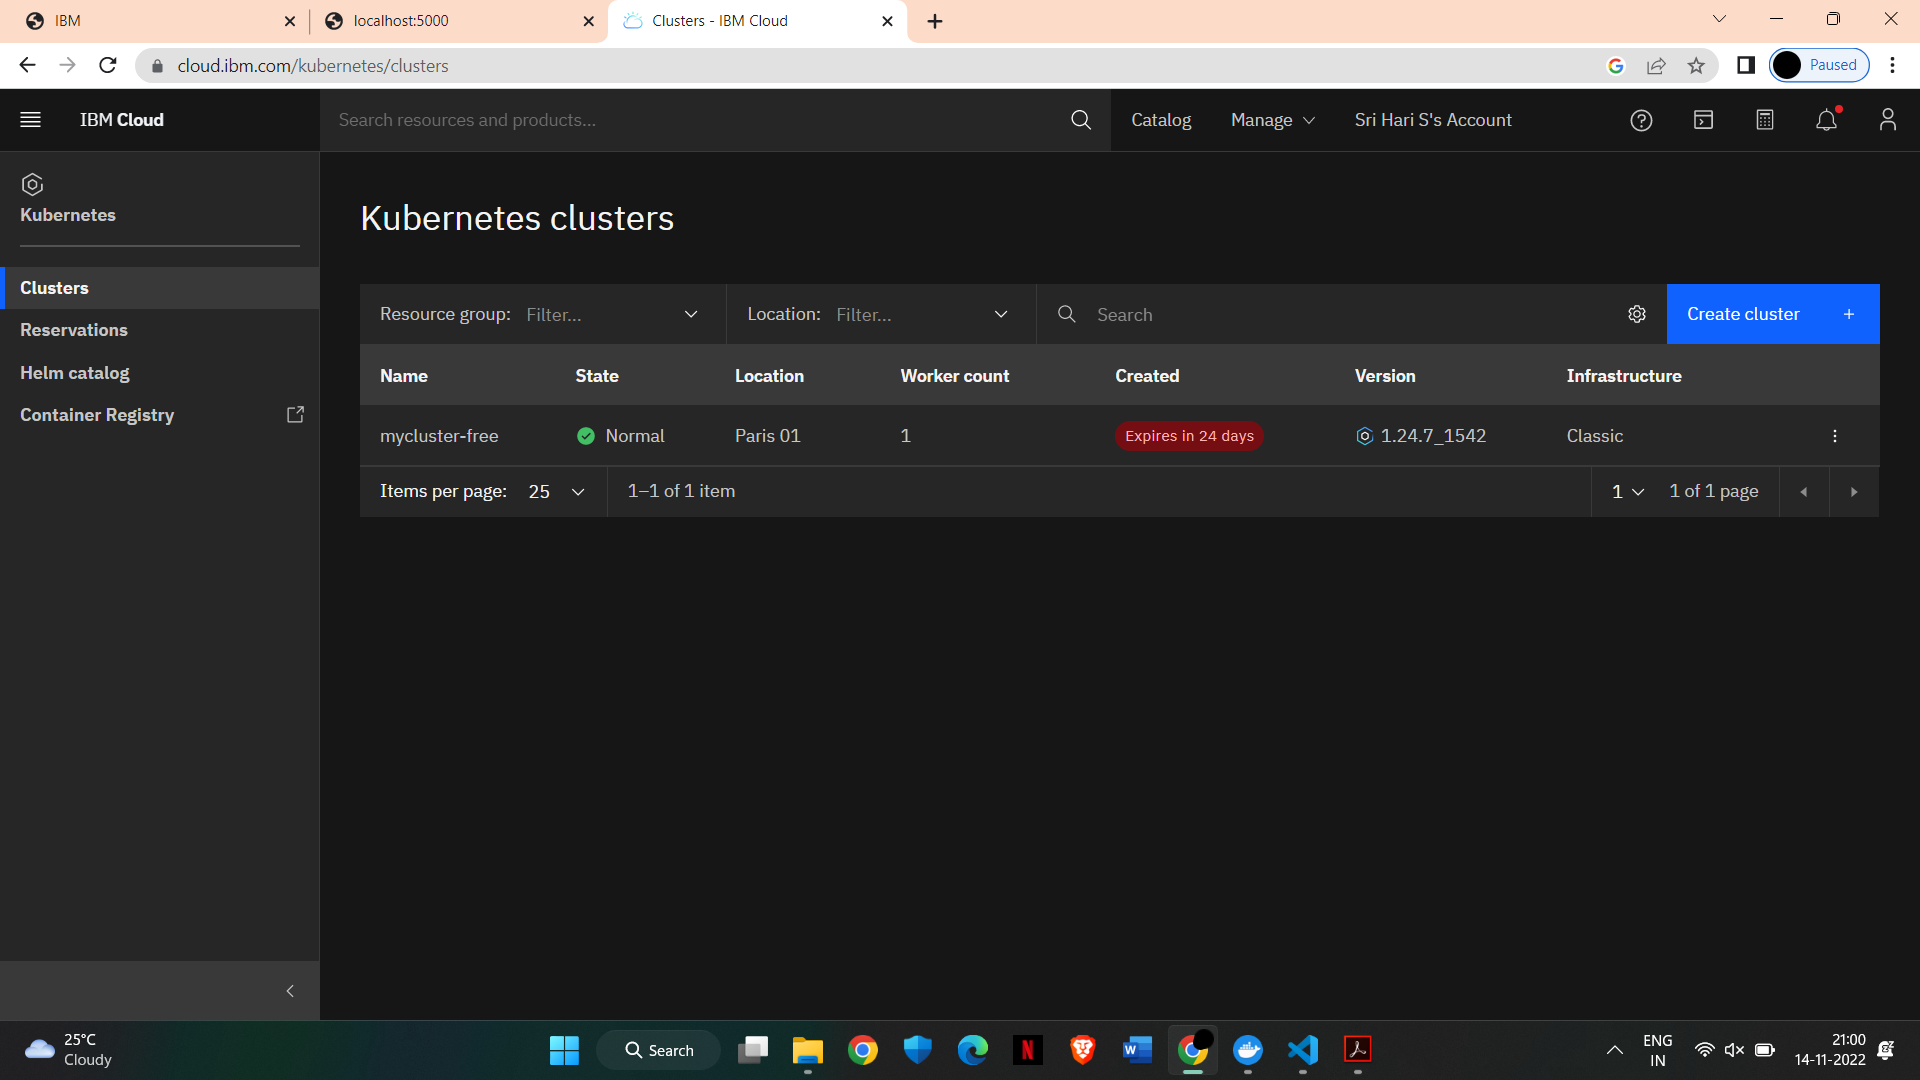 IBM
localhost:5000
Clusters - IBM Cloud
cloud.ibm.com/kubernetes/clusters
Paused
IBM Cloud
Search resources and products...
Catalog
Manage
Sri Hari S's Account
Kubernetes
Clusters
Reservations
Helm catalog
Container Registry
Kubernetes clusters
Resource group: Filter...
Location: Filter...
Search
Create cluster +
Name State Location Worker count Created Version Infrastructure
mycluster-free Normal Paris 01 1 Expires in 24 days 1.24.7_1542 Classic
Items per page: 25 1–1 of 1 item 1 1 of 1 page
25°C
Cloudy
Search
ENG
IN
21:00
14-11-2022